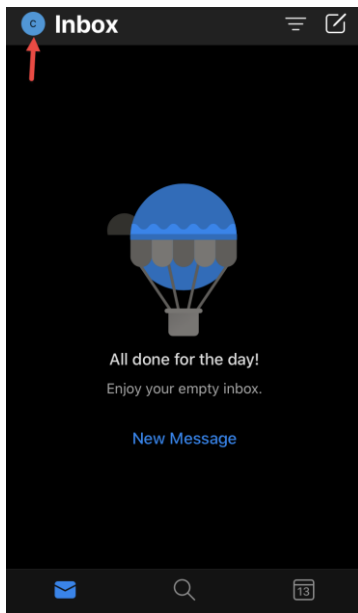 C Inbox
All done for the day!
Enjoy your empty inbox.
New Message
13